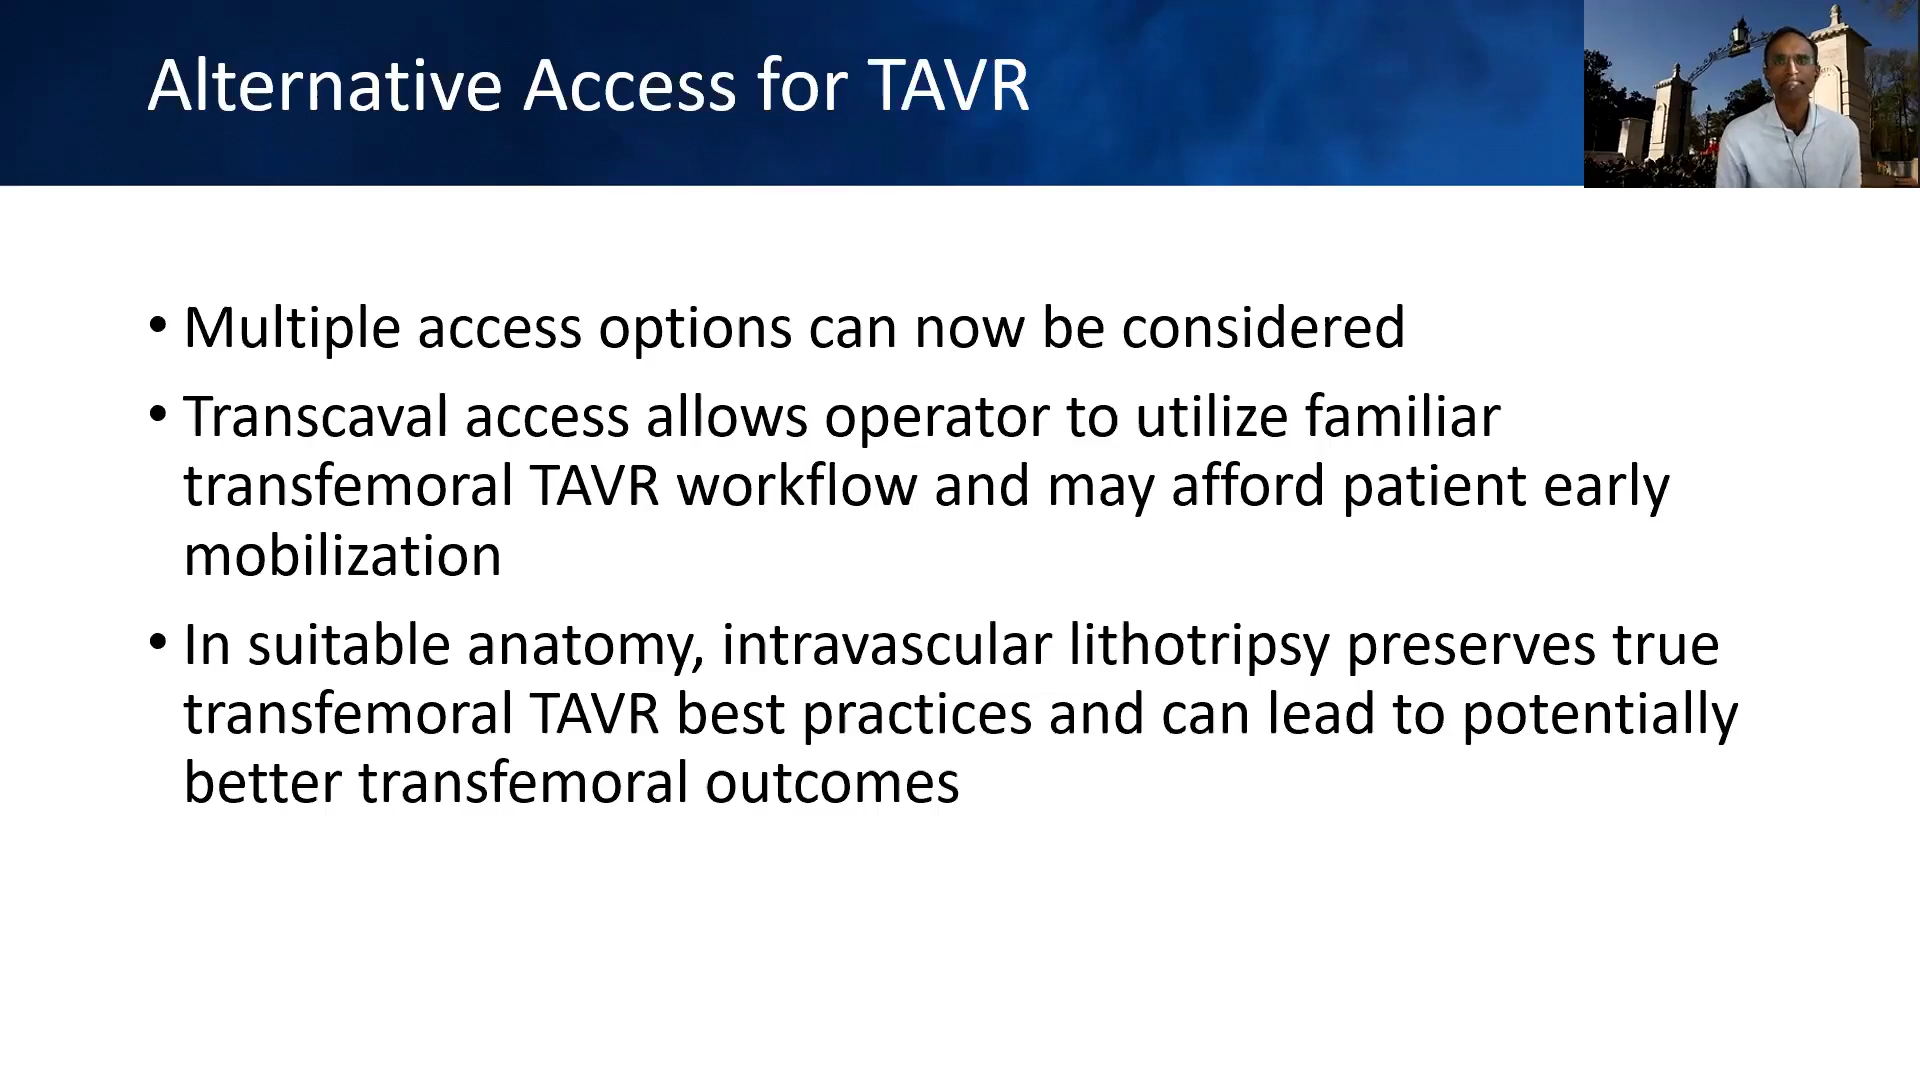 Alternative Access for TAVR
• Multiple access options can now be considered
• Transcaval access allows operator to utilize familiar
transfemoral TAVR workflow and may afford patient early
mobilization
• In suitable anatomy, intravascular lithotripsy preserves true
transfemoral TAVR best practices and can lead to potentially
better transfemoral outcomes